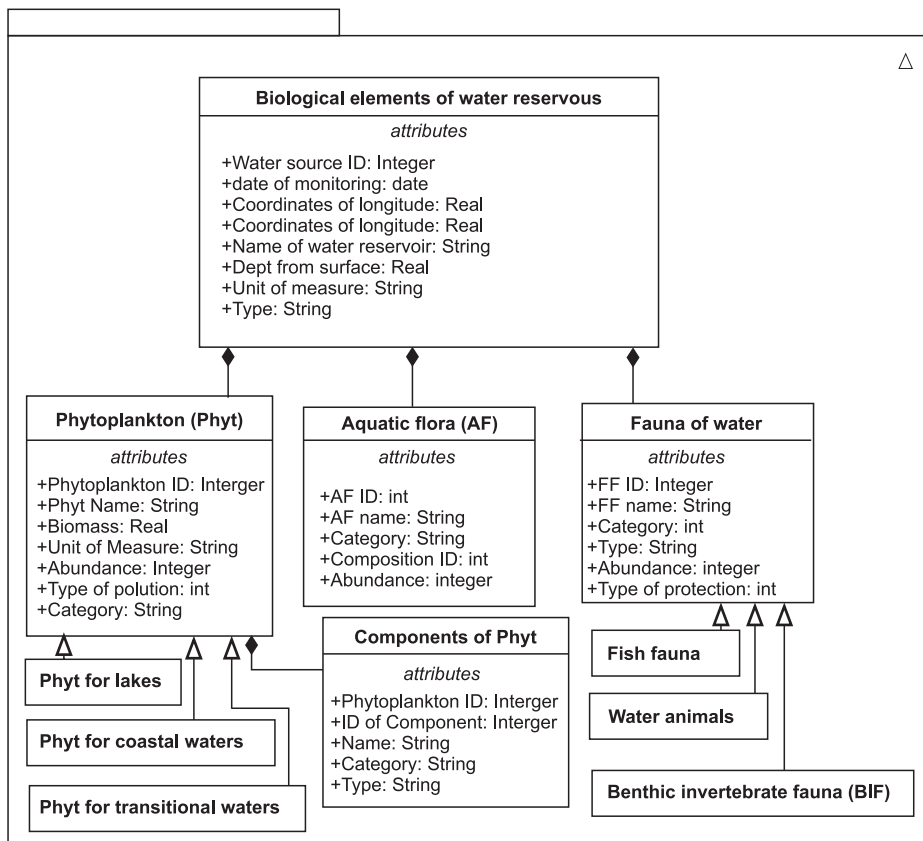 Biological elements of water reservous
attributes
+Water source ID: Integer
+date of monitoring: date
+Coordinates of longitude: Real
+Coordinates of longitude: Real
+Name of water reservoir: String
+Dept from surface: Real
+Unit of measure: String
+Type: String
Phytoplankton (Phyt)
attributes
+Phytoplankton ID: Interger
+Phyt Name: String
+Biomass: Real
+Unit of Measure: String
+Abundance: Integer
+Type of polution: int
+Category: String
Aquatic flora (AF)
attributes
+AF ID: int
+AF name: String
+Category: String
+Composition ID: int
+Abundance: integer
Fauna of water
attributes
+FF ID: Integer
+FF name: String
+Category: int
+Type: String
+Abundance: integer
+Type of protection: int
Phyt for lakes
Phyt for coastal waters
Phyt for transitional waters
Components of Phyt
attributes
+Phytoplankton ID: Interger
+ID of Component: Interger
+Name: String
+Category: String
+Type: String
Fish fauna
Water animals
Benthic invertebrate fauna (BIF)